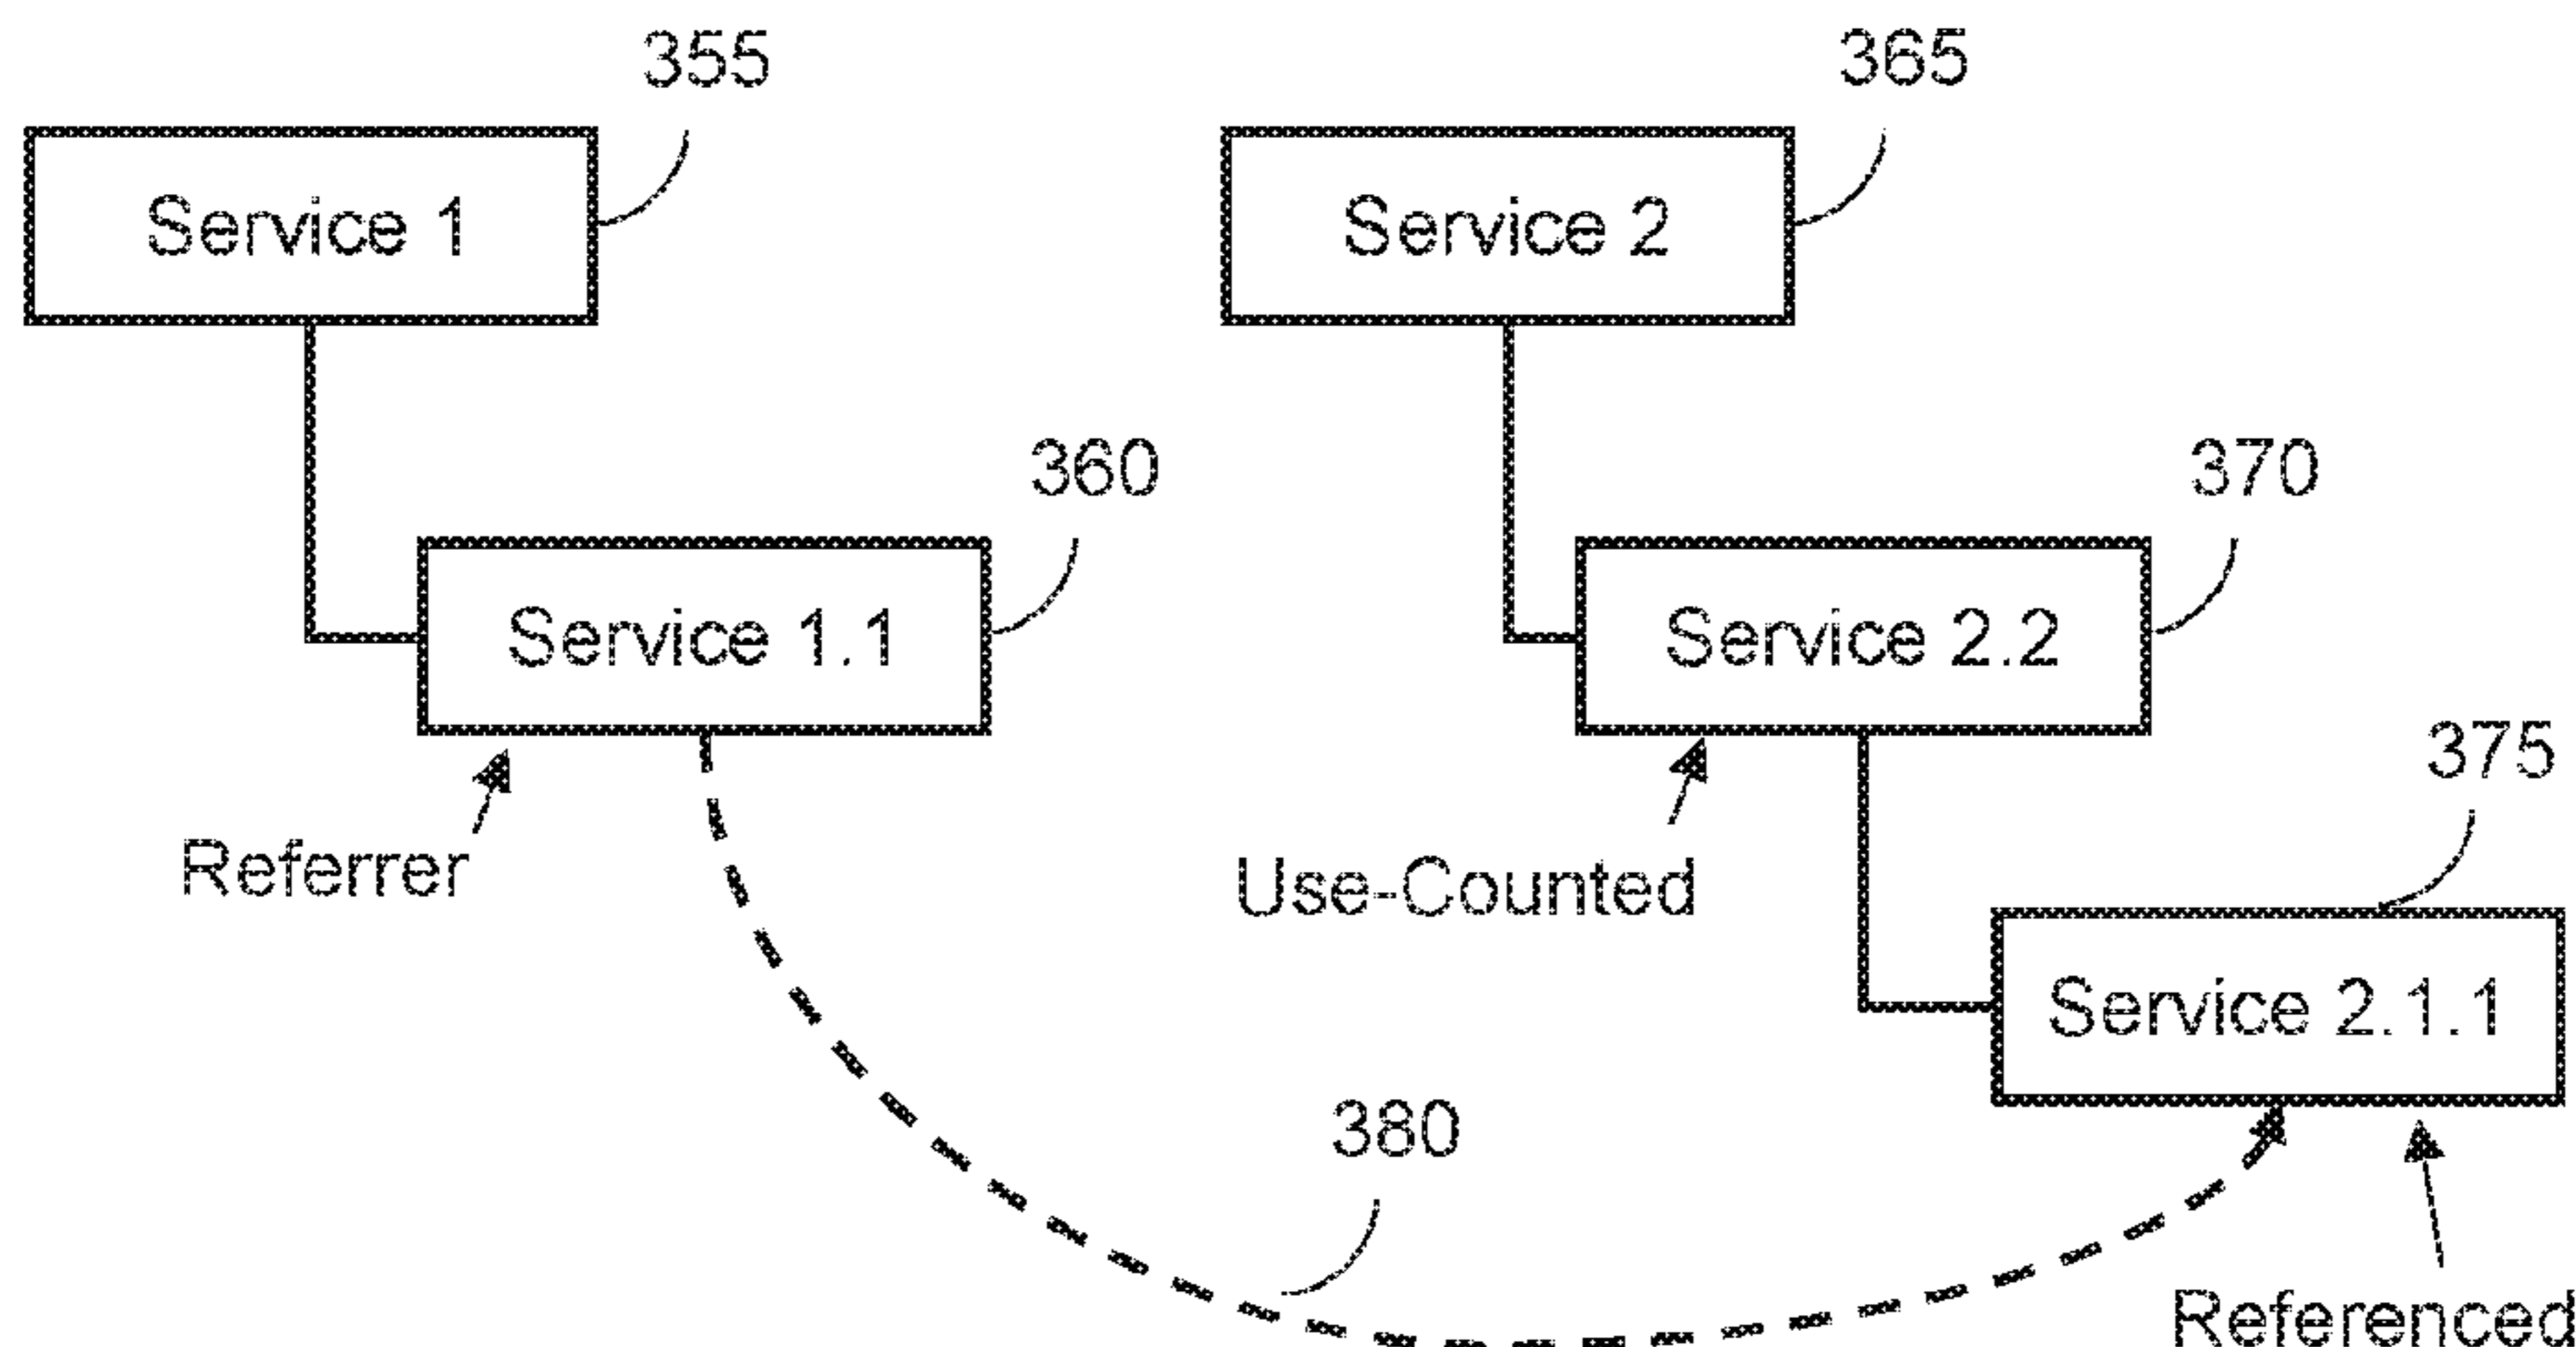 355
365
Service 1
Service 2
360
370
Service 1.1
Service 2.2
375
Referrer
Use-Counted
Service 2.1.1
380
Referenced